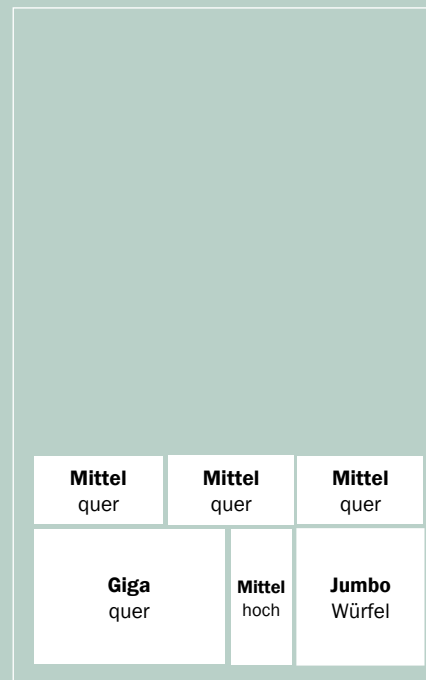 Mittel
quer
Mittel
quer
Mittel
quer
Giga
quer
Mittel
hoch
Jumbo
Würfel